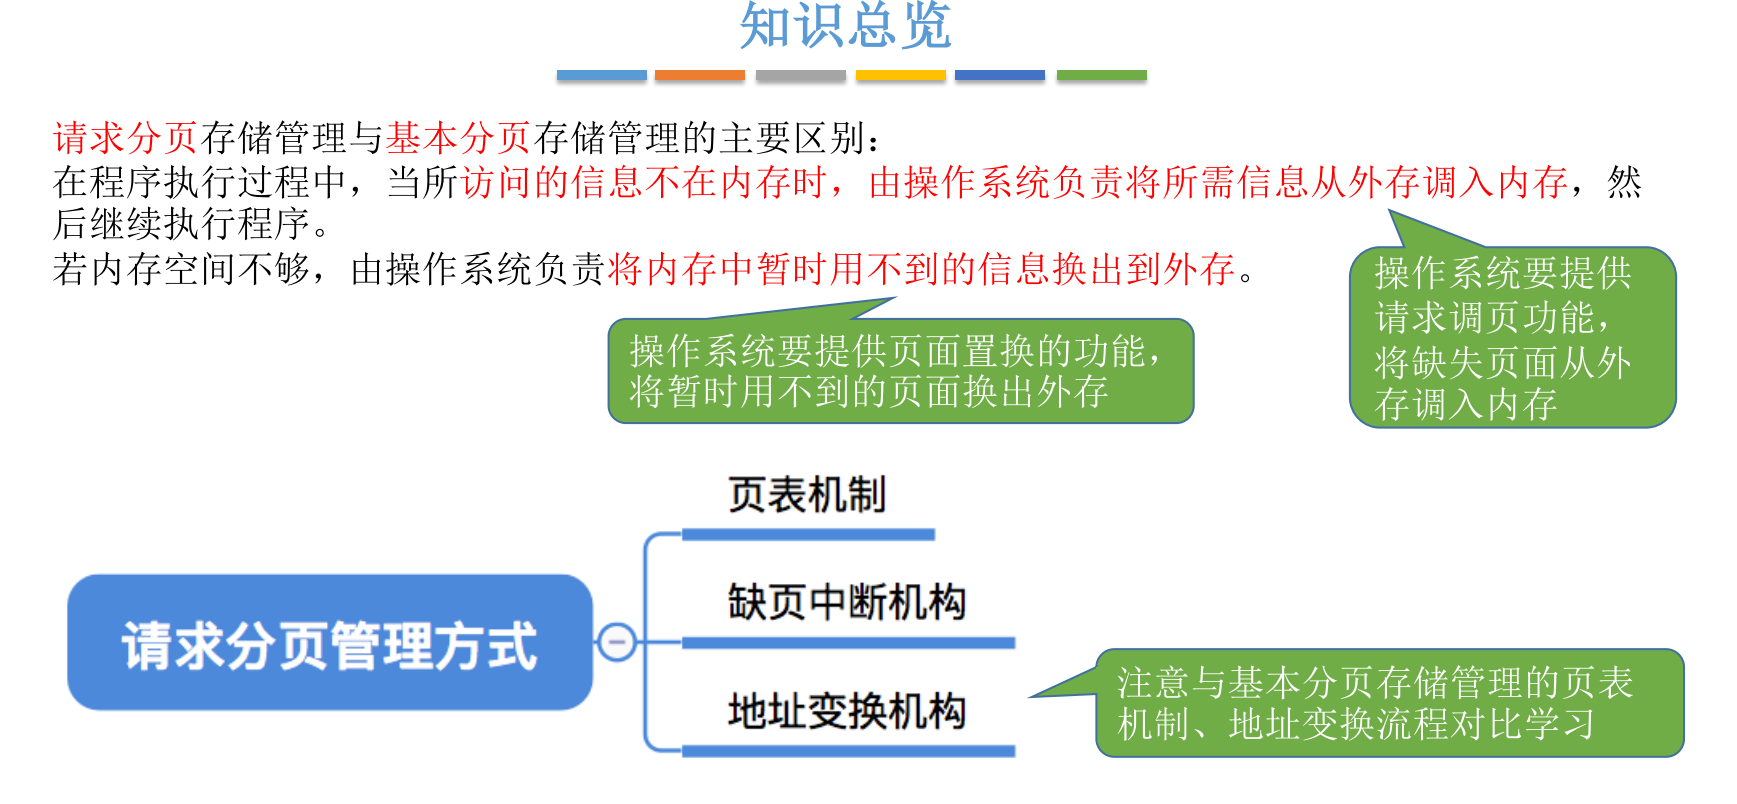 知识总览
请求分页存储管理与基本分页存储管理的主要区别：
在程序执行过程中，当所访问的信息不在内存时，由操作系统负责将所需信息从外存调入内存，然
后继续执行程序。
若内存空间不够，由操作系统负责将内存中暂时用不到的信息换出到外存。
操作系统要提供
请求调页功能，
将缺失页面从外
存调入内存
操作系统要提供页面置换的功能，
将暂时用不到的页面换出外存
页表机制
缺页中断机构
请求分页管理方式
地址变换机构
注意与基本分页存储管理的页表
机制、地址变换流程对比学习